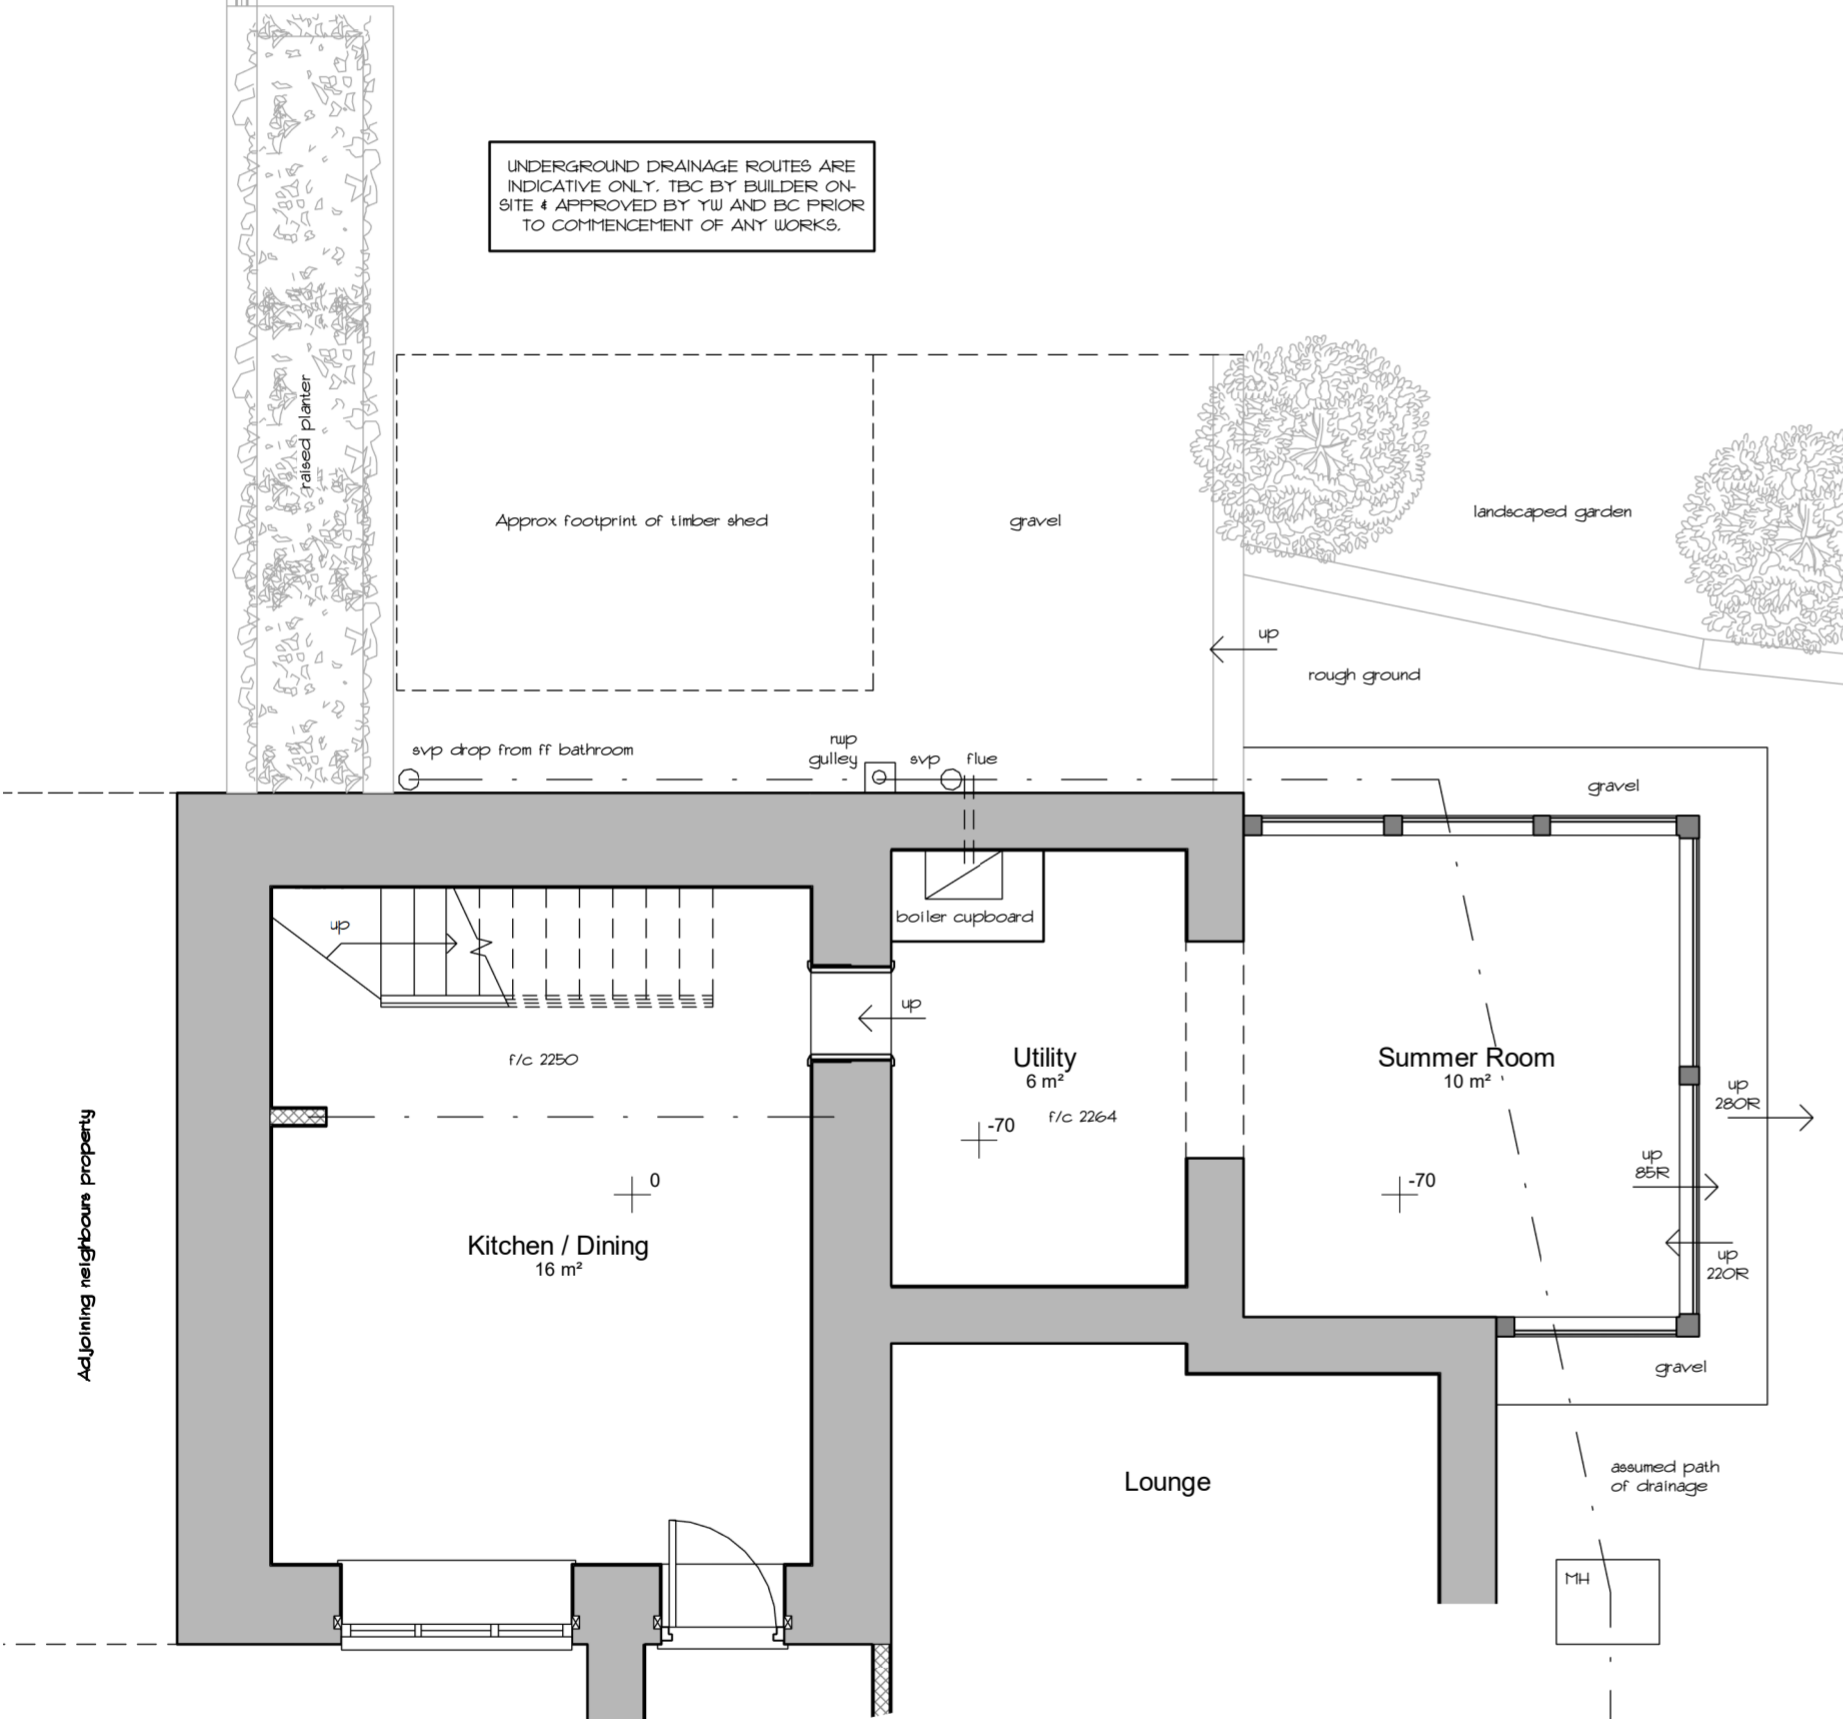 UNDERGROUND DRAINAGE ROUTES ARE
INDICATIVE ONLY. TBC BY BUILDER ON-
SITE & APPROVED BY YW AND BC PRIOR
TO COMMENCEMENT OF ANY WORKS.
raised planter
Approx footprint of timber shed
gravel
landscaped garden
up
rough ground
svp drop from ff bathroom
rwp
gulley
svp
flue
gravel
boiler cupboard
up
up
f/c 2250
Utility
6 m²
f/c 2264
-70
Summer Room
10 m²
-70
up
280R
up
85R
up
220R
0
Kitchen / Dining
16 m²
Adjoining neighbours property
gravel
Lounge
assumed path
of drainage
MH